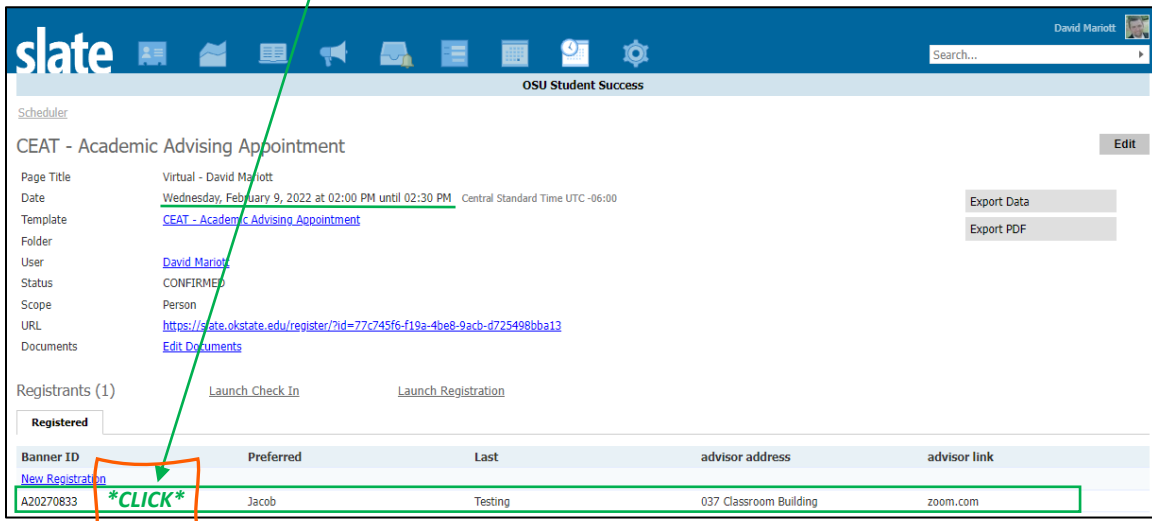 David Mariott
slate
Search...
OSU Student Success
Scheduler
CEAT - Academic Advising Appointment
Edit
Page Title Virtual - David Mariott
Date Wednesday, February 9, 2022 at 02:00 PM until 02:30 PM Central Standard Time UTC -06:00
Export Data
Template CEAT - Academic Advising Appointment
Export PDF
Folder
User David Mariott
Status CONFIRMED
Scope Person
URL https://slate.okstate.edu/register/?id=77c745f6-f19a-4be8-9acb-d725498bba13
Documents Edit Documents
Registrants (1) Launch Check In Launch Registration
Registered
Banner ID Preferred Last advisor address advisor link
New Registration
A20270833 *CLICK* Jacob Testing 037 Classroom Building zoom.com